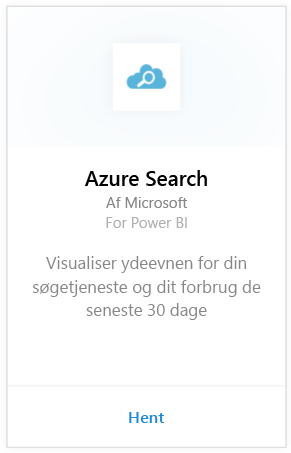 Azure Search
Af Microsoft
For Power BI
Visualiser ydeevnen for din
søgetjeneste og dit forbrug de
seneste 30 dage
Hent